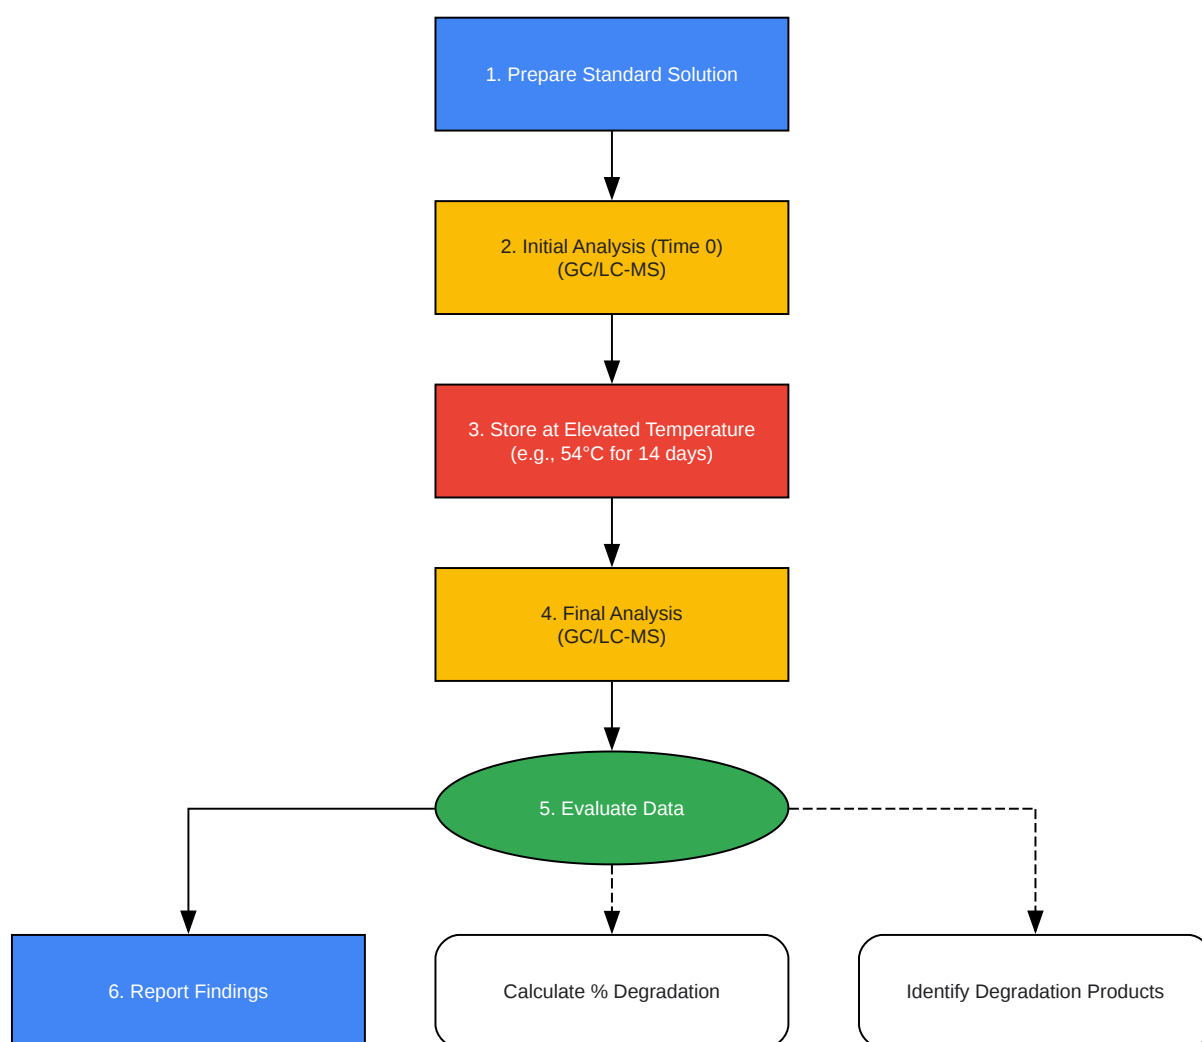 1. Prepare Standard Solution
2. Initial Analysis (Time 0)
(GC/LC-MS)
3. Store at Elevated Temperature
(e.g., 54°C for 14 days)
4. Final Analysis
(GC/LC-MS)
5. Evaluate Data
6. Report Findings
Calculate % Degradation
Identify Degradation Products